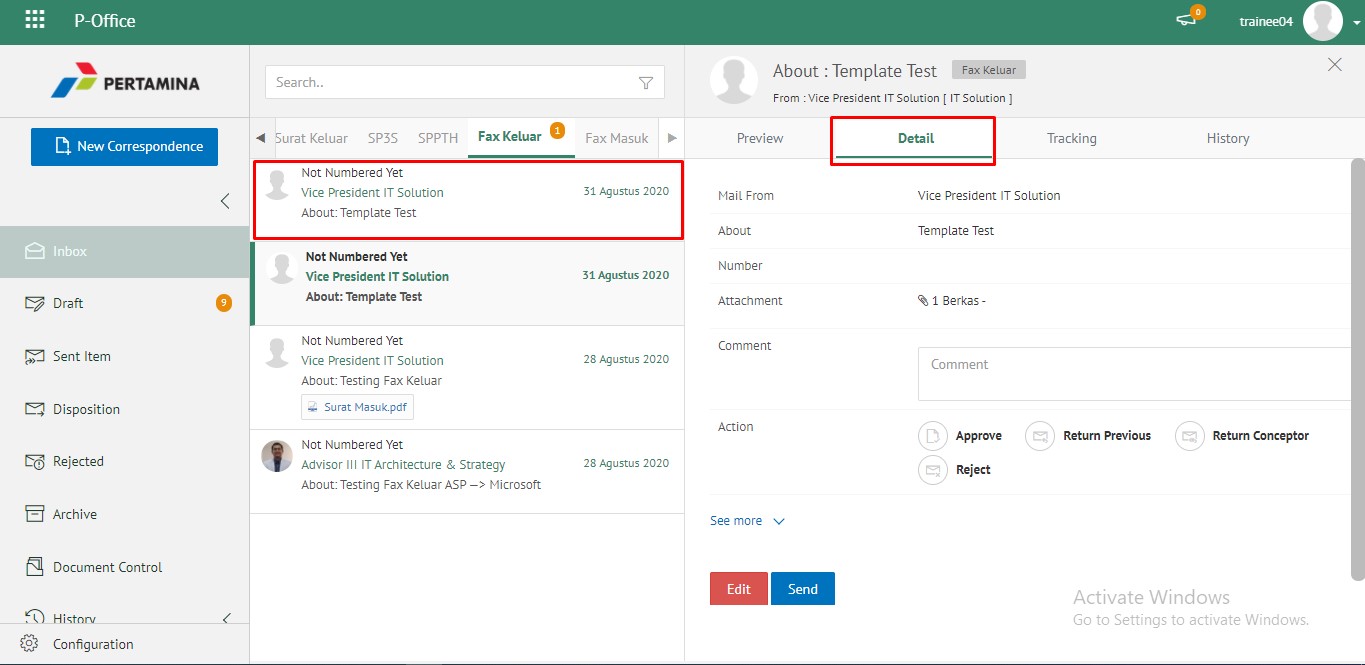 P-Office
0
trainee04
PERTAMINA
New Correspondence
Inbox
Draft
9
Sent Item
Disposition
Rejected
Archive
Document Control
History
Configuration
Search..
Surat Keluar
SP3S
SPPTH
Fax Keluar
1
Fax Masuk
Not Numbered Yet
Vice President IT Solution
31 Agustus 2020
About: Template Test
Not Numbered Yet
Vice President IT Solution
31 Agustus 2020
About: Template Test
Not Numbered Yet
Vice President IT Solution
28 Agustus 2020
About: Testing Fax Keluar
Surat Masuk.pdf
Not Numbered Yet
Advisor III IT Architecture & Strategy
28 Agustus 2020
About: Testing Fax Keluar ASP —> Microsoft
About : Template Test
Fax Keluar
From : Vice President IT Solution [ IT Solution ]
Preview
Detail
Tracking
History
Mail From
Vice President IT Solution
About
Template Test
Number
Attachment
1 Berkas -
Comment
Comment
Action
Approve
Return Previous
Return Conceptor
Reject
See more
Edit
Send
Activate Windows
Go to Settings to activate Windows.